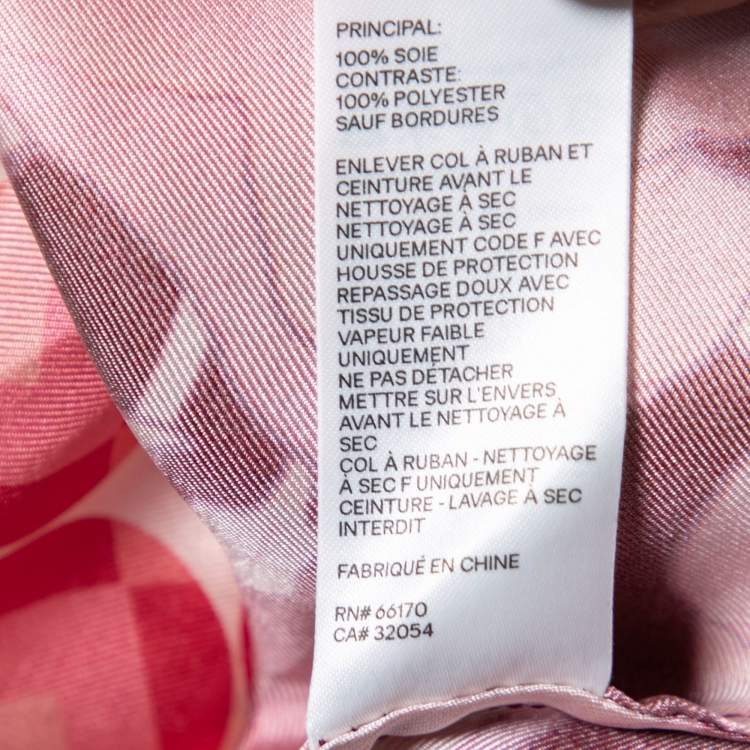 PRINCIPAL:
100% SOIE
CONTRASTE:
100% POLYESTER
SAUF BORDURES
ENLEVER COL À RUBAN ET
CEINTURE AVANT LE
NETTOYAGE À SEC
NETTOYAGE À SEC
UNIQUEMENT CODE F AVEC
HOUSSE DE PROTECTION
REPASSAGE DOUX AVEC
TISSU DE PROTECTION
VAPEUR FAIBLE
UNIQUEMENT
NE PAS DÉTACHER
METTRE SUR L'ENVERS
AVANT LE NETTOYAGE À
SEC
COL À RUBAN - NETTOYAGE
À SEC F UNIQUEMENT
CEINTURE - LAVAGE À SEC
INTERDIT
FABRIQUÉ EN CHINE
RN# 66170
CA# 32054